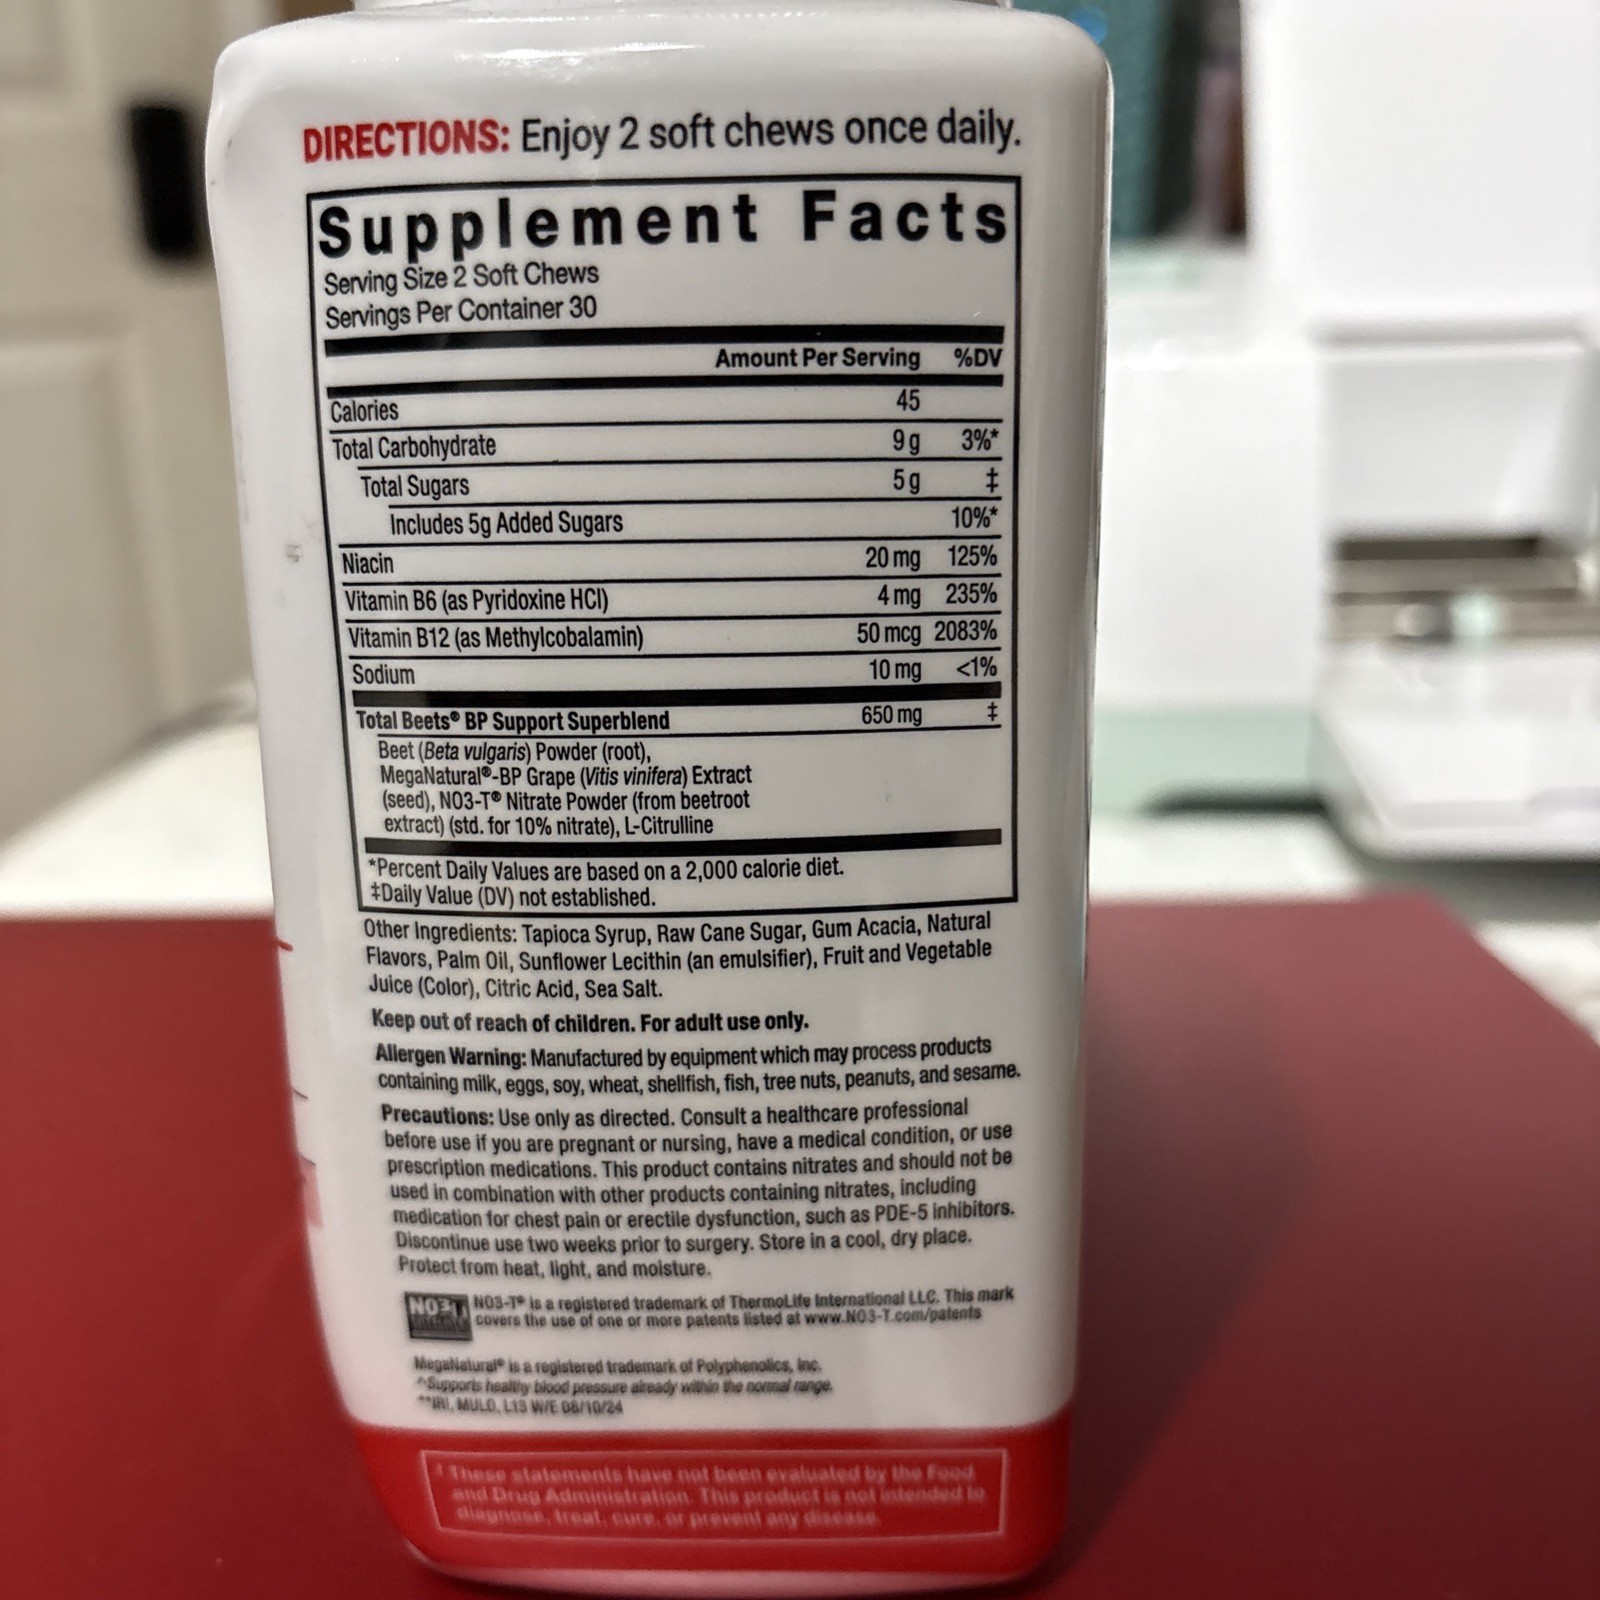 DIRECTIONS: Enjoy 2 soft chews once daily.
Supplement Facts
Serving Size 2 Soft Chews
Servings Per Container 30
Amount Per Serving %DV
Calories 45
Total Carbohydrate 9 g 3%*
Total Sugars 5 g ‡
Includes 5g Added Sugars 10%*
Niacin 20 mg 125%
Vitamin B6 (as Pyridoxine HCl) 4 mg 235%
Vitamin B12 (as Methylcobalamin) 50 mcg 2083%
Sodium 10 mg <1%
Total Beets® BP Support Superblend 650 mg ‡
Beet (Beta vulgaris) Powder (root),
MegaNatural®-BP Grape (Vitis vinifera) Extract
(seed), NO3-T® Nitrate Powder (from beetroot
extract) (std. for 10% nitrate), L-Citrulline
*Percent Daily Values are based on a 2,000 calorie diet.
‡Daily Value (DV) not established.
Other Ingredients: Tapioca Syrup, Raw Cane Sugar, Gum Acacia, Natural
Flavors, Palm Oil, Sunflower Lecithin (an emulsifier), Fruit and Vegetable
Juice (Color), Citric Acid, Sea Salt.
Keep out of reach of children. For adult use only.
Allergen Warning: Manufactured by equipment which may process products
containing milk, eggs, soy, wheat, shellfish, fish, tree nuts, peanuts, and sesame.
Precautions: Use only as directed. Consult a healthcare professional
before use if you are pregnant or nursing, have a medical condition, or use
prescription medications. This product contains nitrates and should not be
used in combination with other products containing nitrates, including
medication for chest pain or erectile dysfunction, such as PDE-5 inhibitors.
Discontinue use two weeks prior to surgery. Store in a cool, dry place.
Protect from heat, light, and moisture.
NO3-T
NO3-T® is a registered trademark of ThermoLife International LLC. This mark
covers the use of one or more patents listed at www.NO3-T.com/patents
MegaNatural® is a registered trademark of Polyphenolics, Inc.
^Supports healthy blood pressure already within the normal range.
**IRI, MULO, L13 W/E 08/10/24
These statements have not been evaluated by the Food
and Drug Administration. This product is not intended to
diagnose, treat, cure, or prevent any disease.